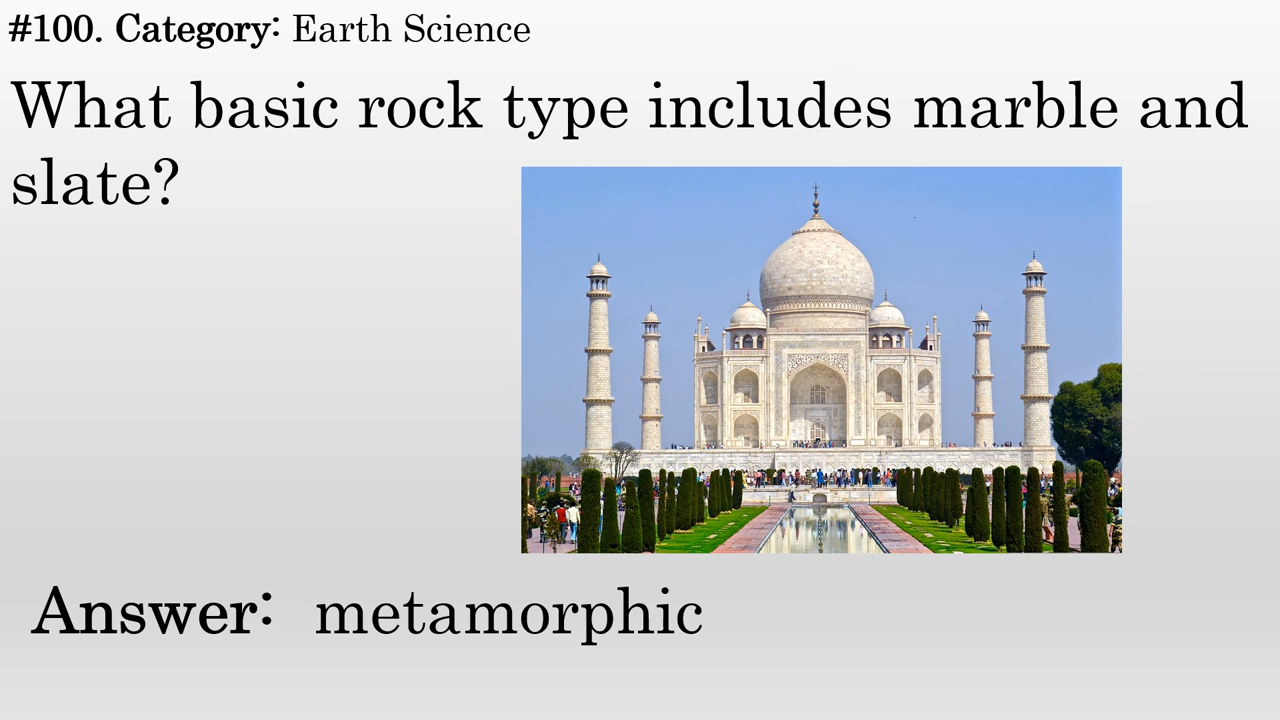 #100. Category: Earth Science
What basic rock type includes marble and
slate?
Answer: metamorphic